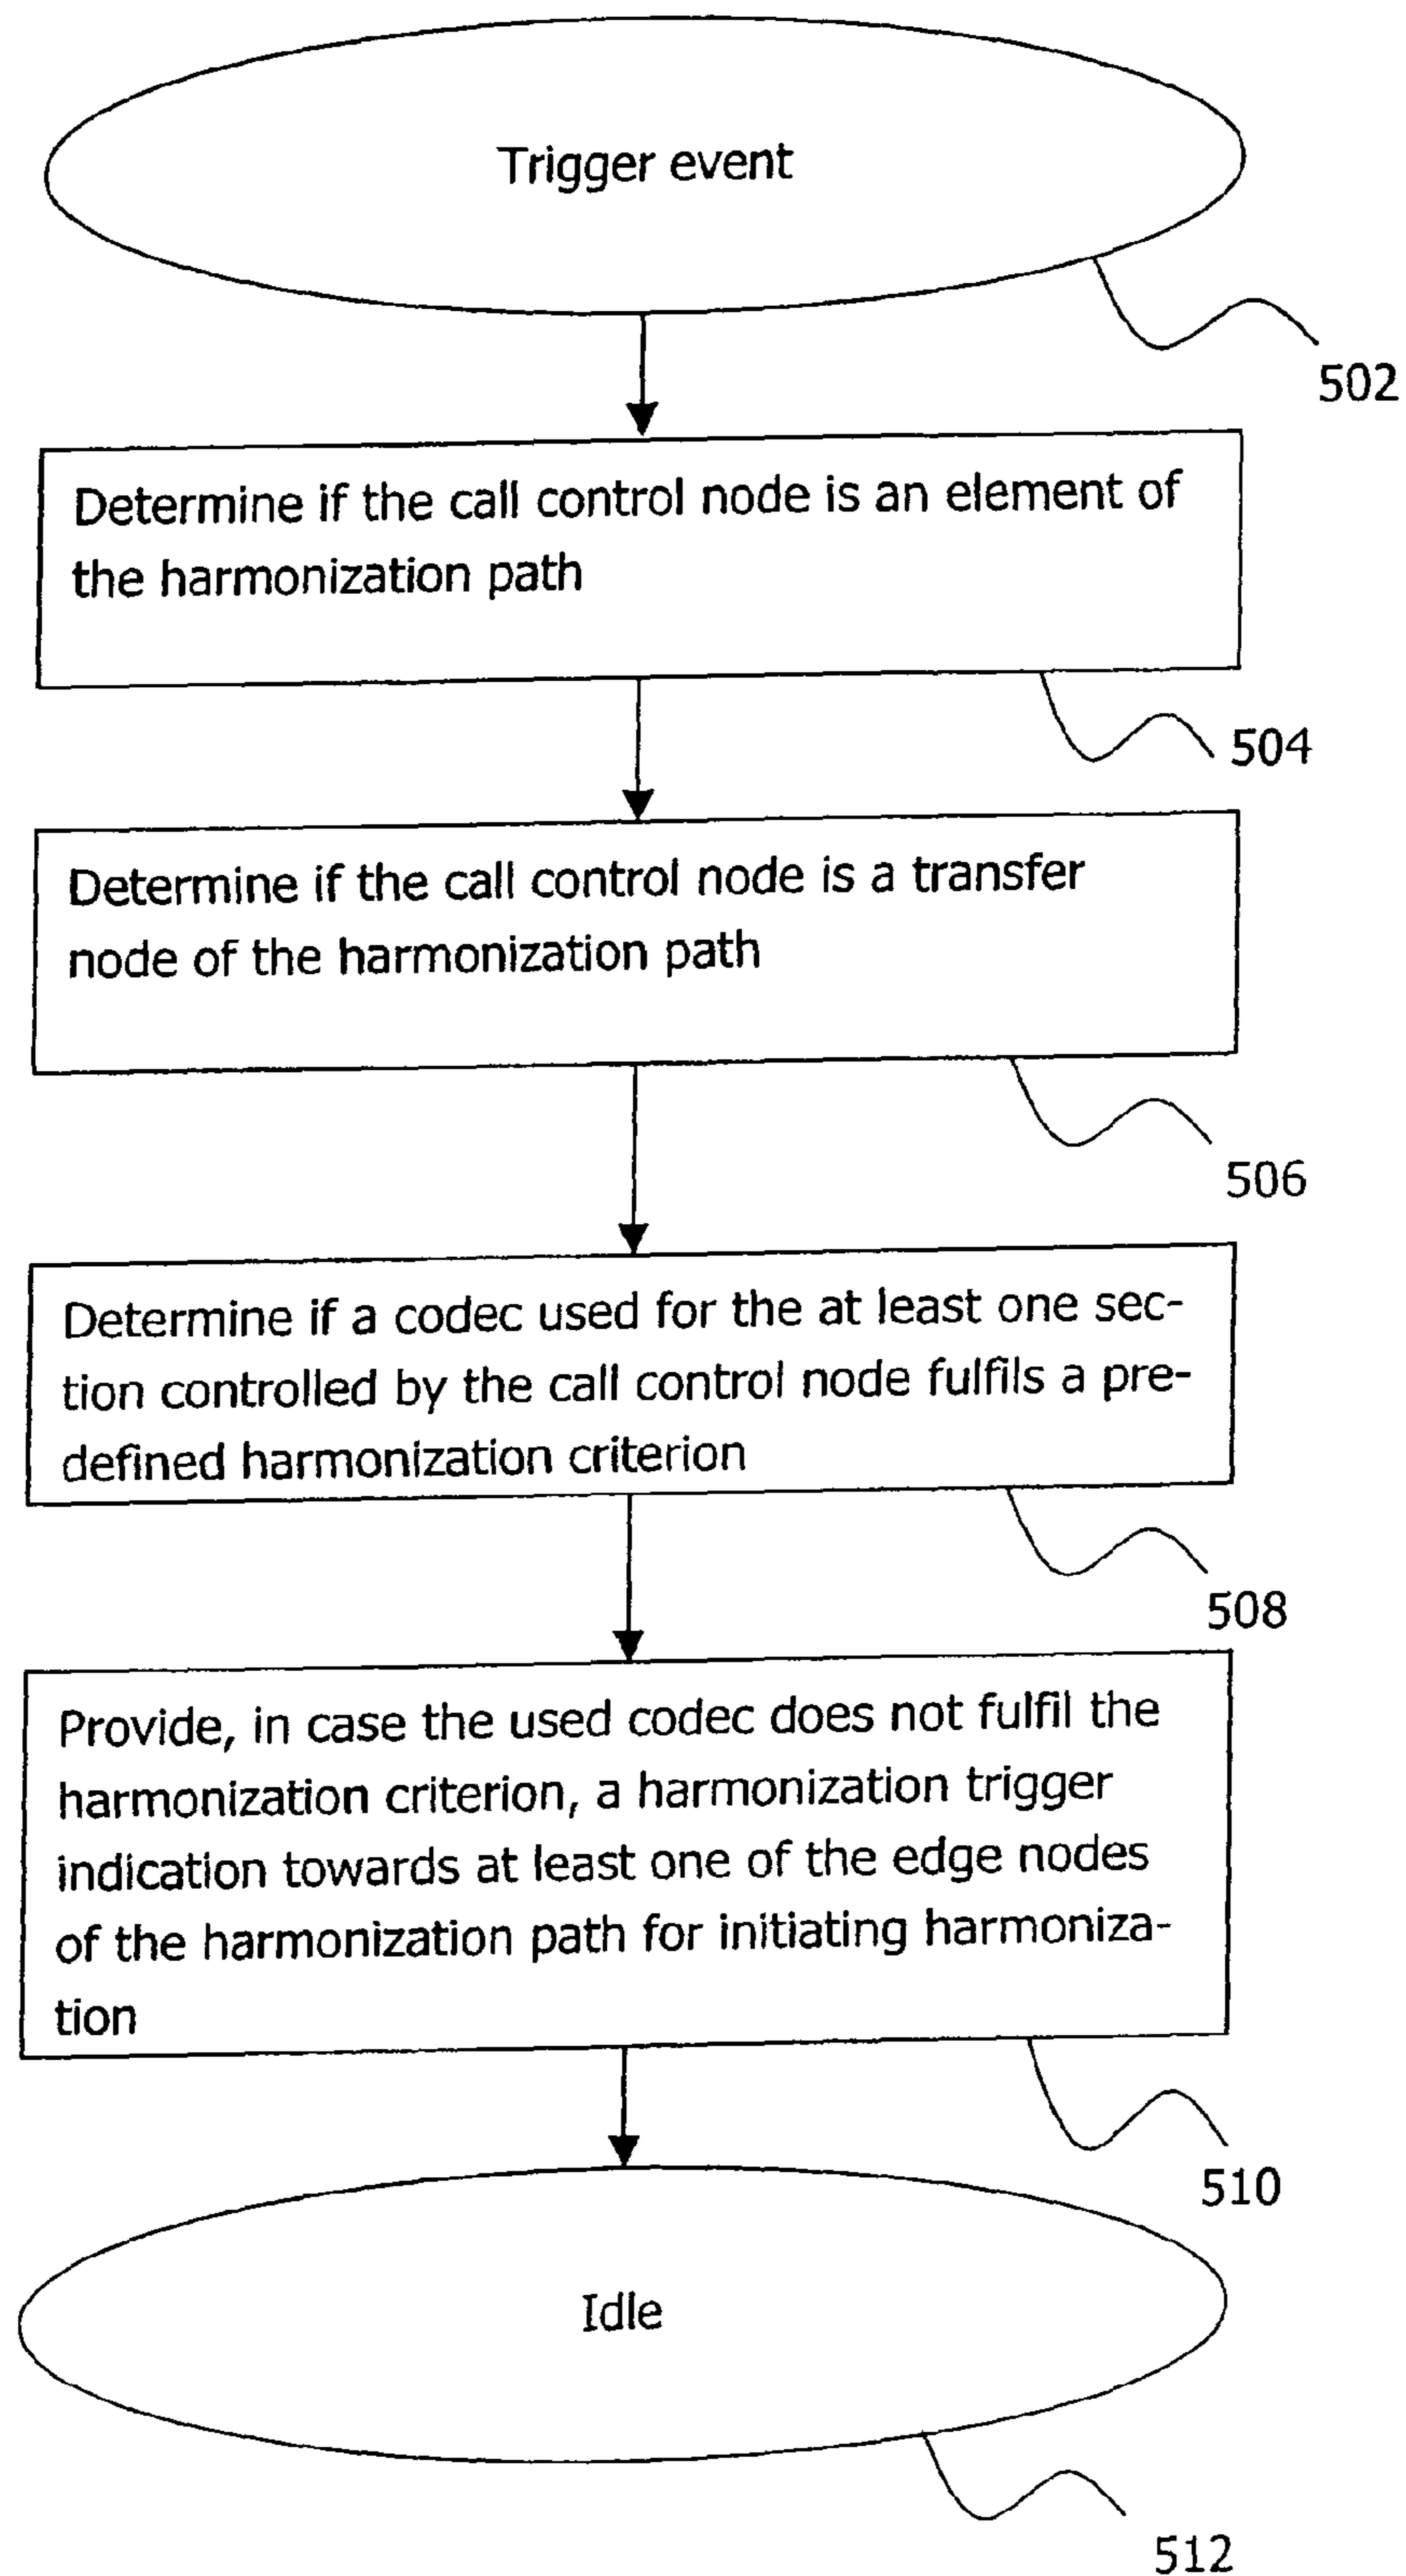 Trigger event
502
Determine if the call control node is an element of
the harmonization path
504
Determine if the call control node is a transfer
node of the harmonization path
506
Determine if a codec used for the at least one sec-
tion controlled by the call control node fulfils a pre-
defined harmonization criterion
508
Provide, in case the used codec does not fulfil the
harmonization criterion, a harmonization trigger
indication towards at least one of the edge nodes
of the harmonization path for initiating harmoniza-
tion
510
Idle
512